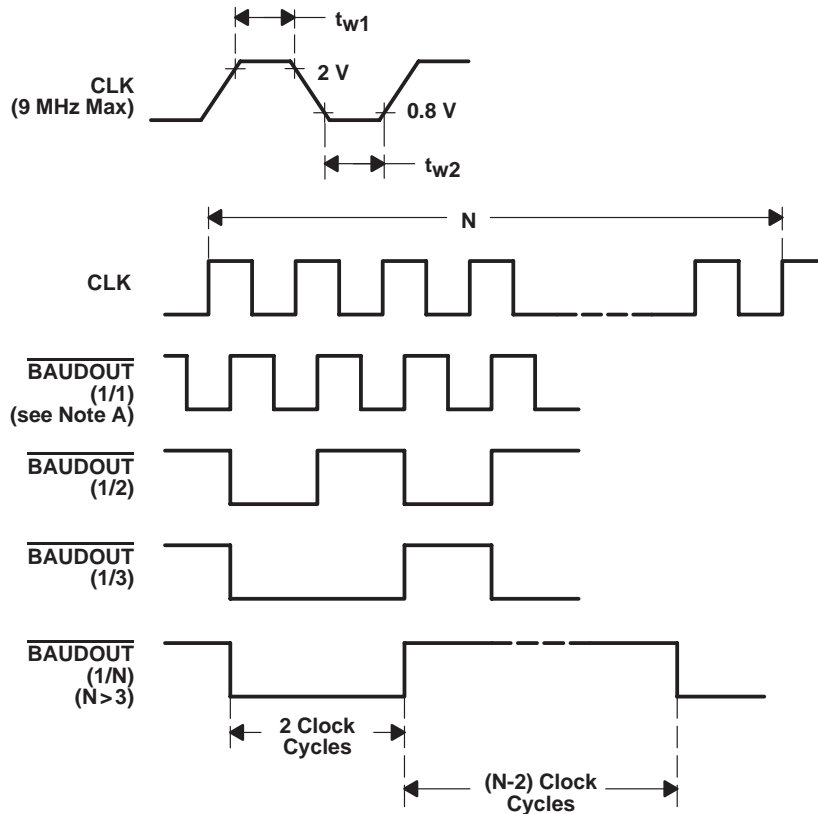 tw1
CLK
(9 MHz Max)
2 V
0.8 V
tw2
N
CLK
BAUDOUT
(1/1)
(see Note A)
BAUDOUT
(1/2)
BAUDOUT
(1/3)
BAUDOUT
(1/N)
(N>3)
2 Clock
Cycles
(N-2) Clock
Cycles